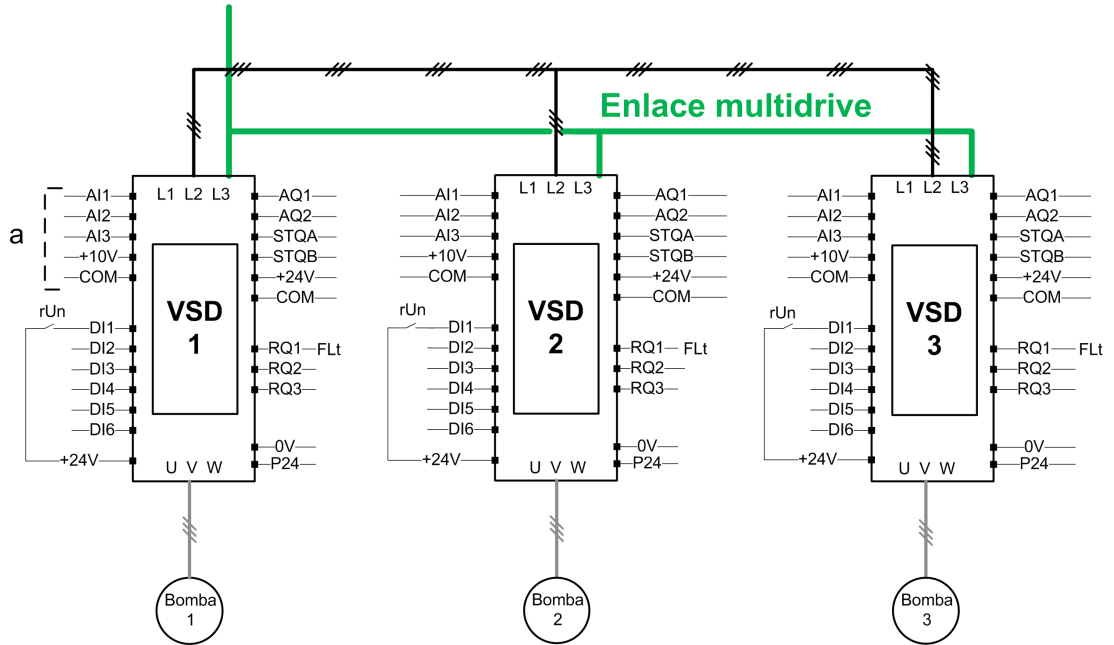 Enlace multidrive
a
L1 L2 L3
AI1
AI2
AI3
+10V
COM
rUn
DI1
DI2
DI3
DI4
DI5
DI6
+24V
VSD
1
AQ1
AQ2
STQA
STQB
+24V
COM
RQ1 FLt
RQ2
RQ3
0V
P24
U V W
Bomba
1
L1 L2 L3
AI1
AI2
AI3
+10V
COM
rUn
DI1
DI2
DI3
DI4
DI5
DI6
+24V
VSD
2
AQ1
AQ2
STQA
STQB
+24V
COM
RQ1 FLt
RQ2
RQ3
0V
P24
U V W
Bomba
2
L1 L2 L3
AI1
AI2
AI3
+10V
COM
rUn
DI1
DI2
DI3
DI4
DI5
DI6
+24V
VSD
3
AQ1
AQ2
STQA
STQB
+24V
COM
RQ1 FLt
RQ2
RQ3
0V
P24
U V W
Bomba
3